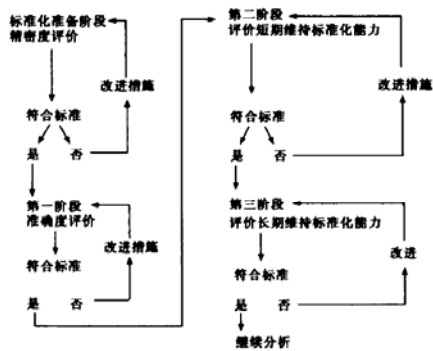 标准化准备阶段
精密度评价
改进措施
符合标准
是 否
第一阶段
准确度评价
改进措施
符合标准
是 否
第二阶段
评价短期维持标准化能力
改进措施
符合标准
是 否
第三阶段
评价长期维持标准化能力
改进
符合标准
是 否
继续分析